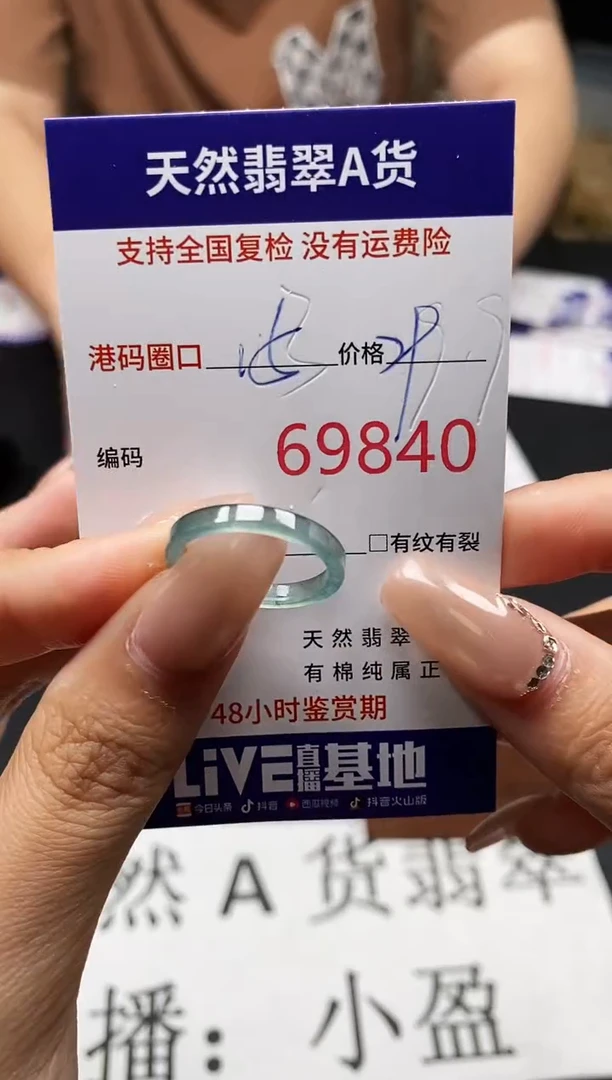 天然翡翠A货
支持全国复检 没有运费险
港码圈口 15 价格 29
编码 69840
□有纹有裂
天然翡翠
有棉纯属正
48小时鉴赏期
LiVE直播基地
今日头条 抖音 西瓜视频 抖音火山版
然A货翡翠
播：小盈